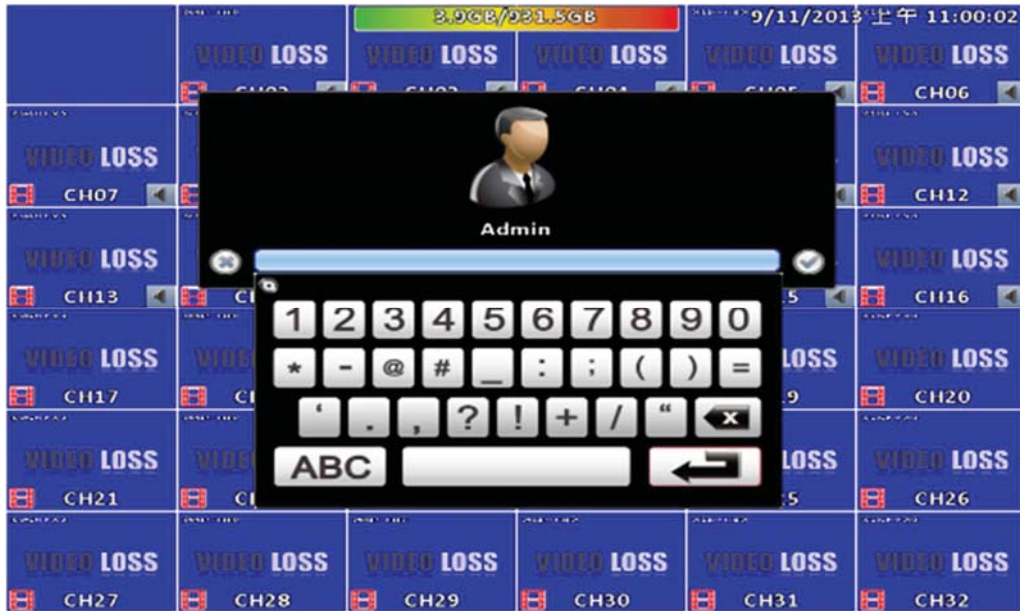 3.9GB/931.5GB
9/11/2013 上午 11:00:02
VIDEO LOSS VIDEO LOSS VIDEO LOSS VIDEO LOSS VIDEO LOSS
CH02 CH03 CH04 CH05 CH06
VIDEO LOSS VIDEO LOSS
CH07 CH12
Admin
VIDEO LOSS VIDEO LOSS
CH13 CH16
1 2 3 4 5 6 7 8 9 0
* - @ # _ : ; ( ) =
LOSS VIDEO LOSS
VIDEO LOSS
CH17 CH20
‘ . , ? ! + / “ X
ABC
VIDEO LOSS LOSS VIDEO LOSS
CH21 CH26
VIDEO LOSS VIDEO LOSS VIDEO LOSS VIDEO LOSS VIDEO LOSS VIDEO LOSS
CH27 CH28 CH29 CH30 CH31 CH32